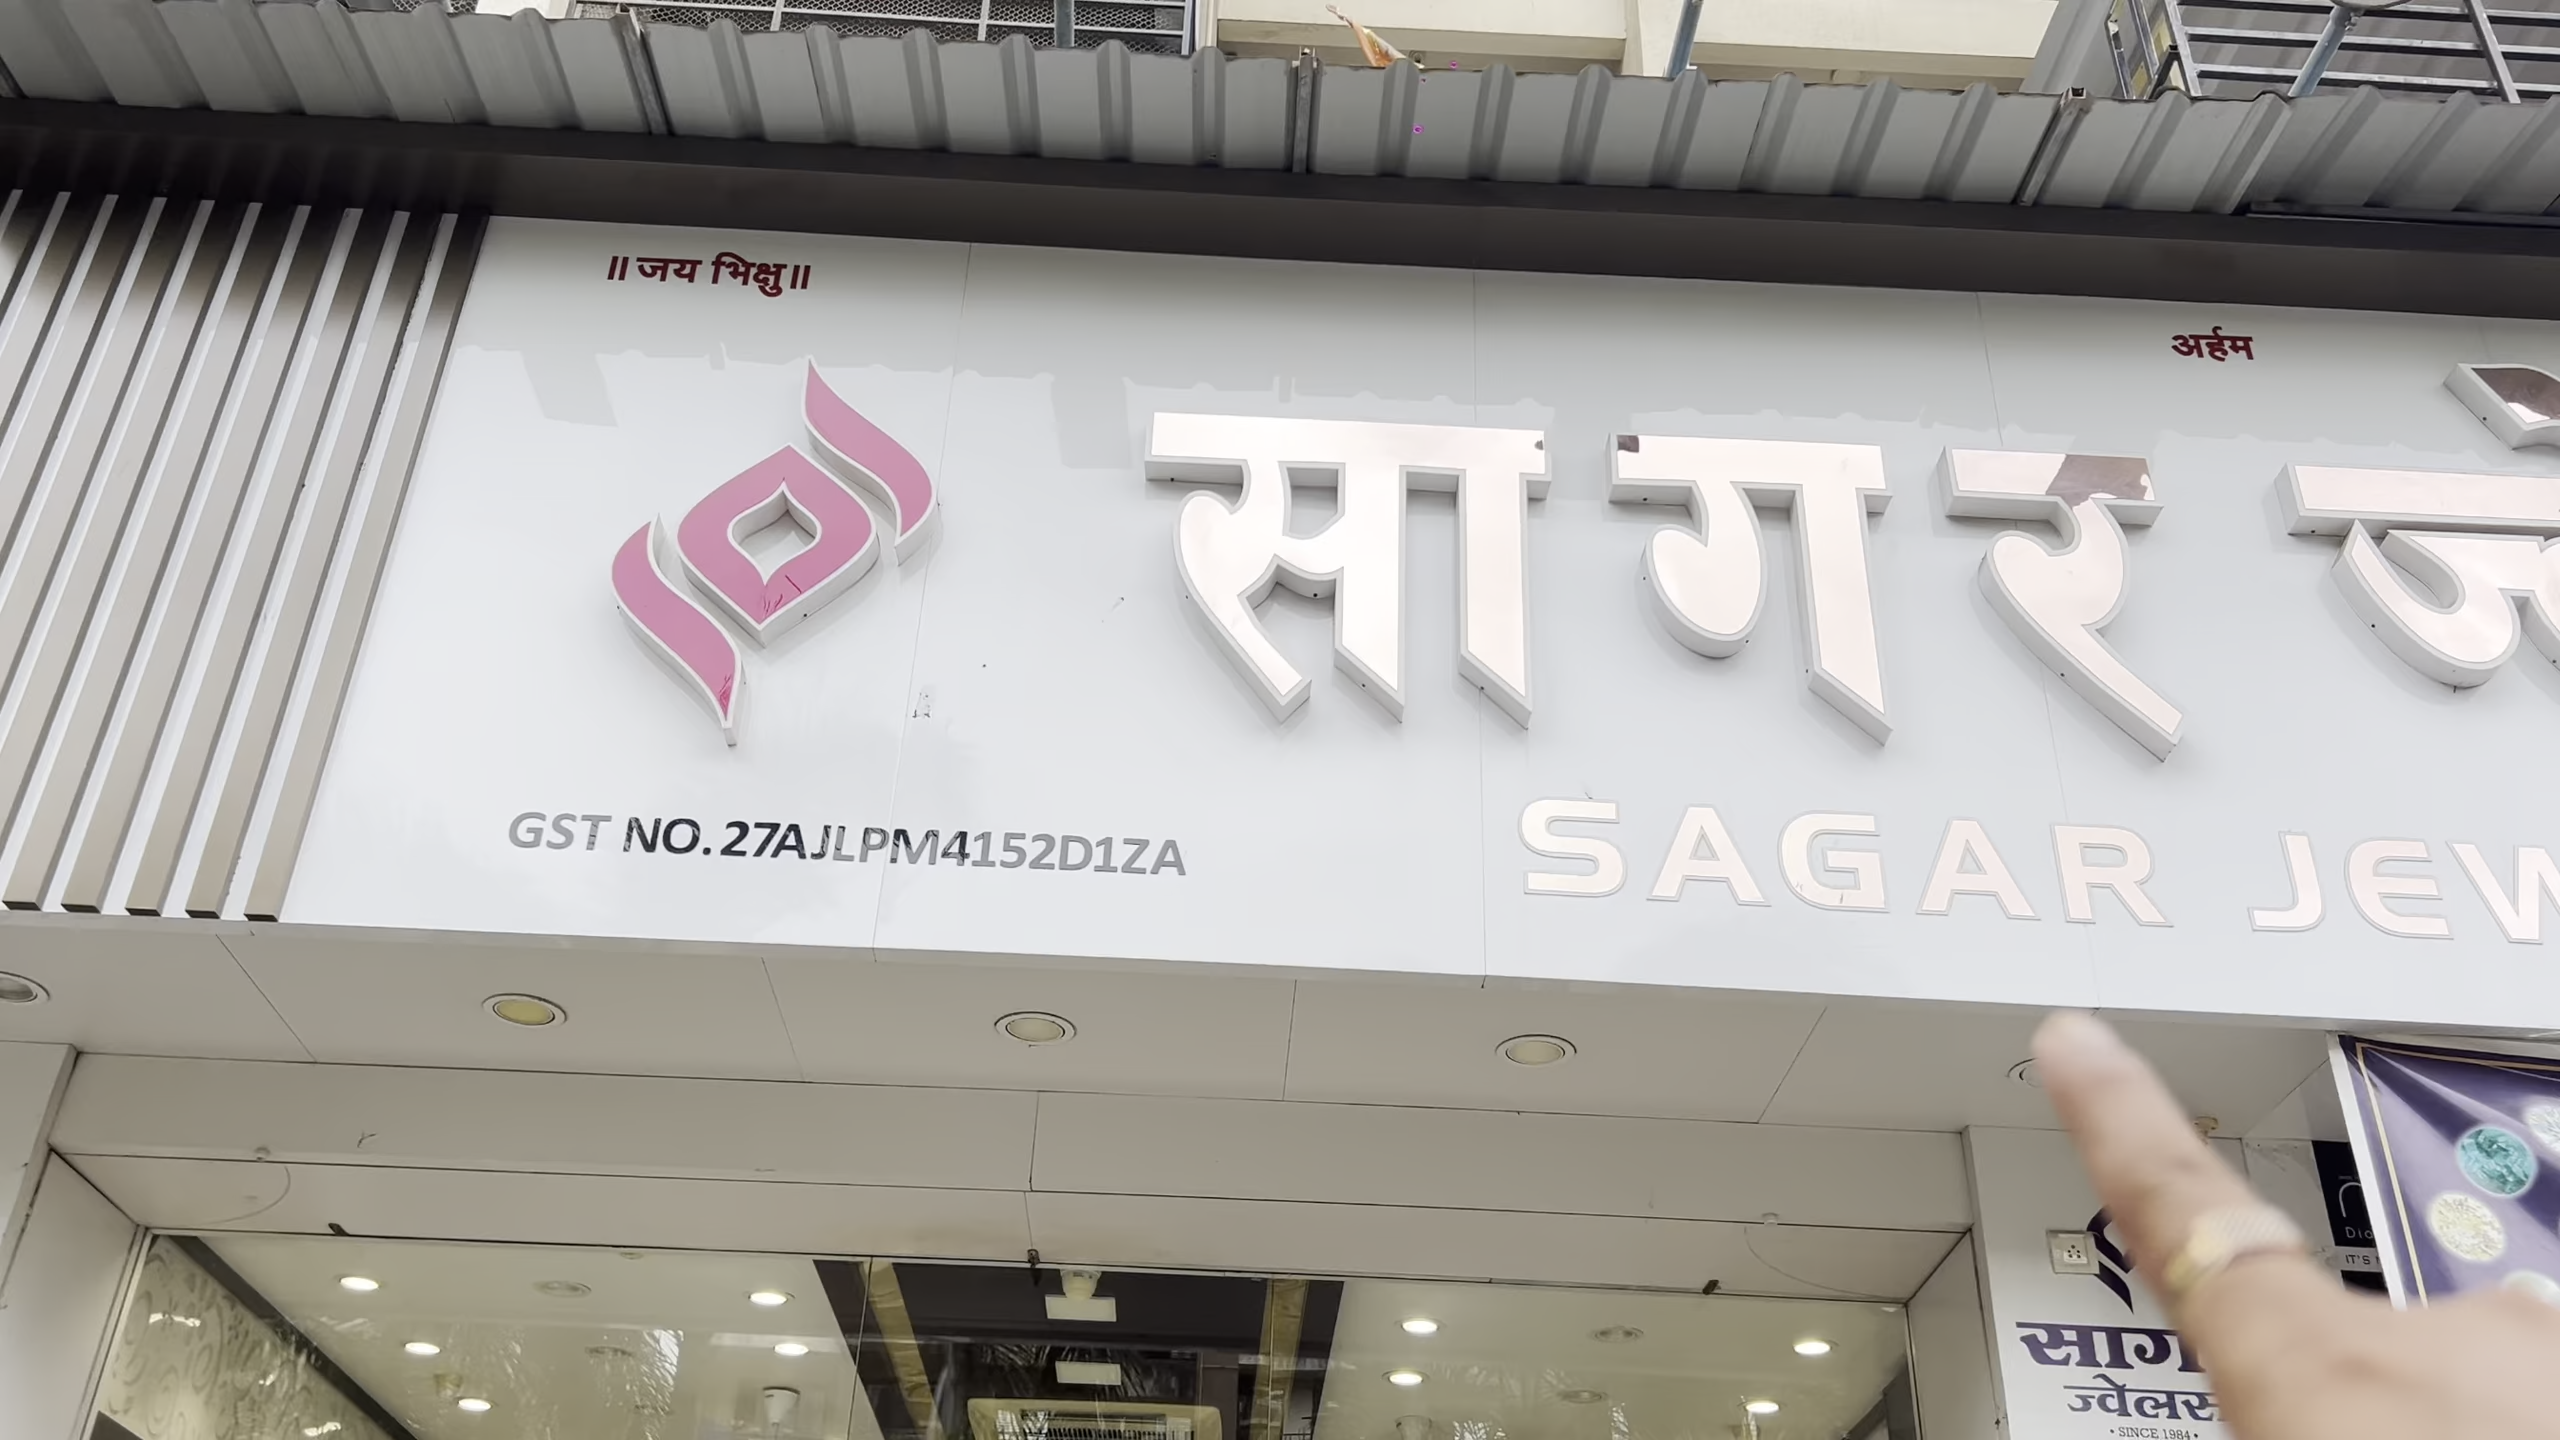 ॥ जय भिक्षु ॥
अर्हम
सागर
GST NO. 27AJLPM4152D1ZA
SAGAR
साग
ज्वेलर्स
• SINCE 1984 •